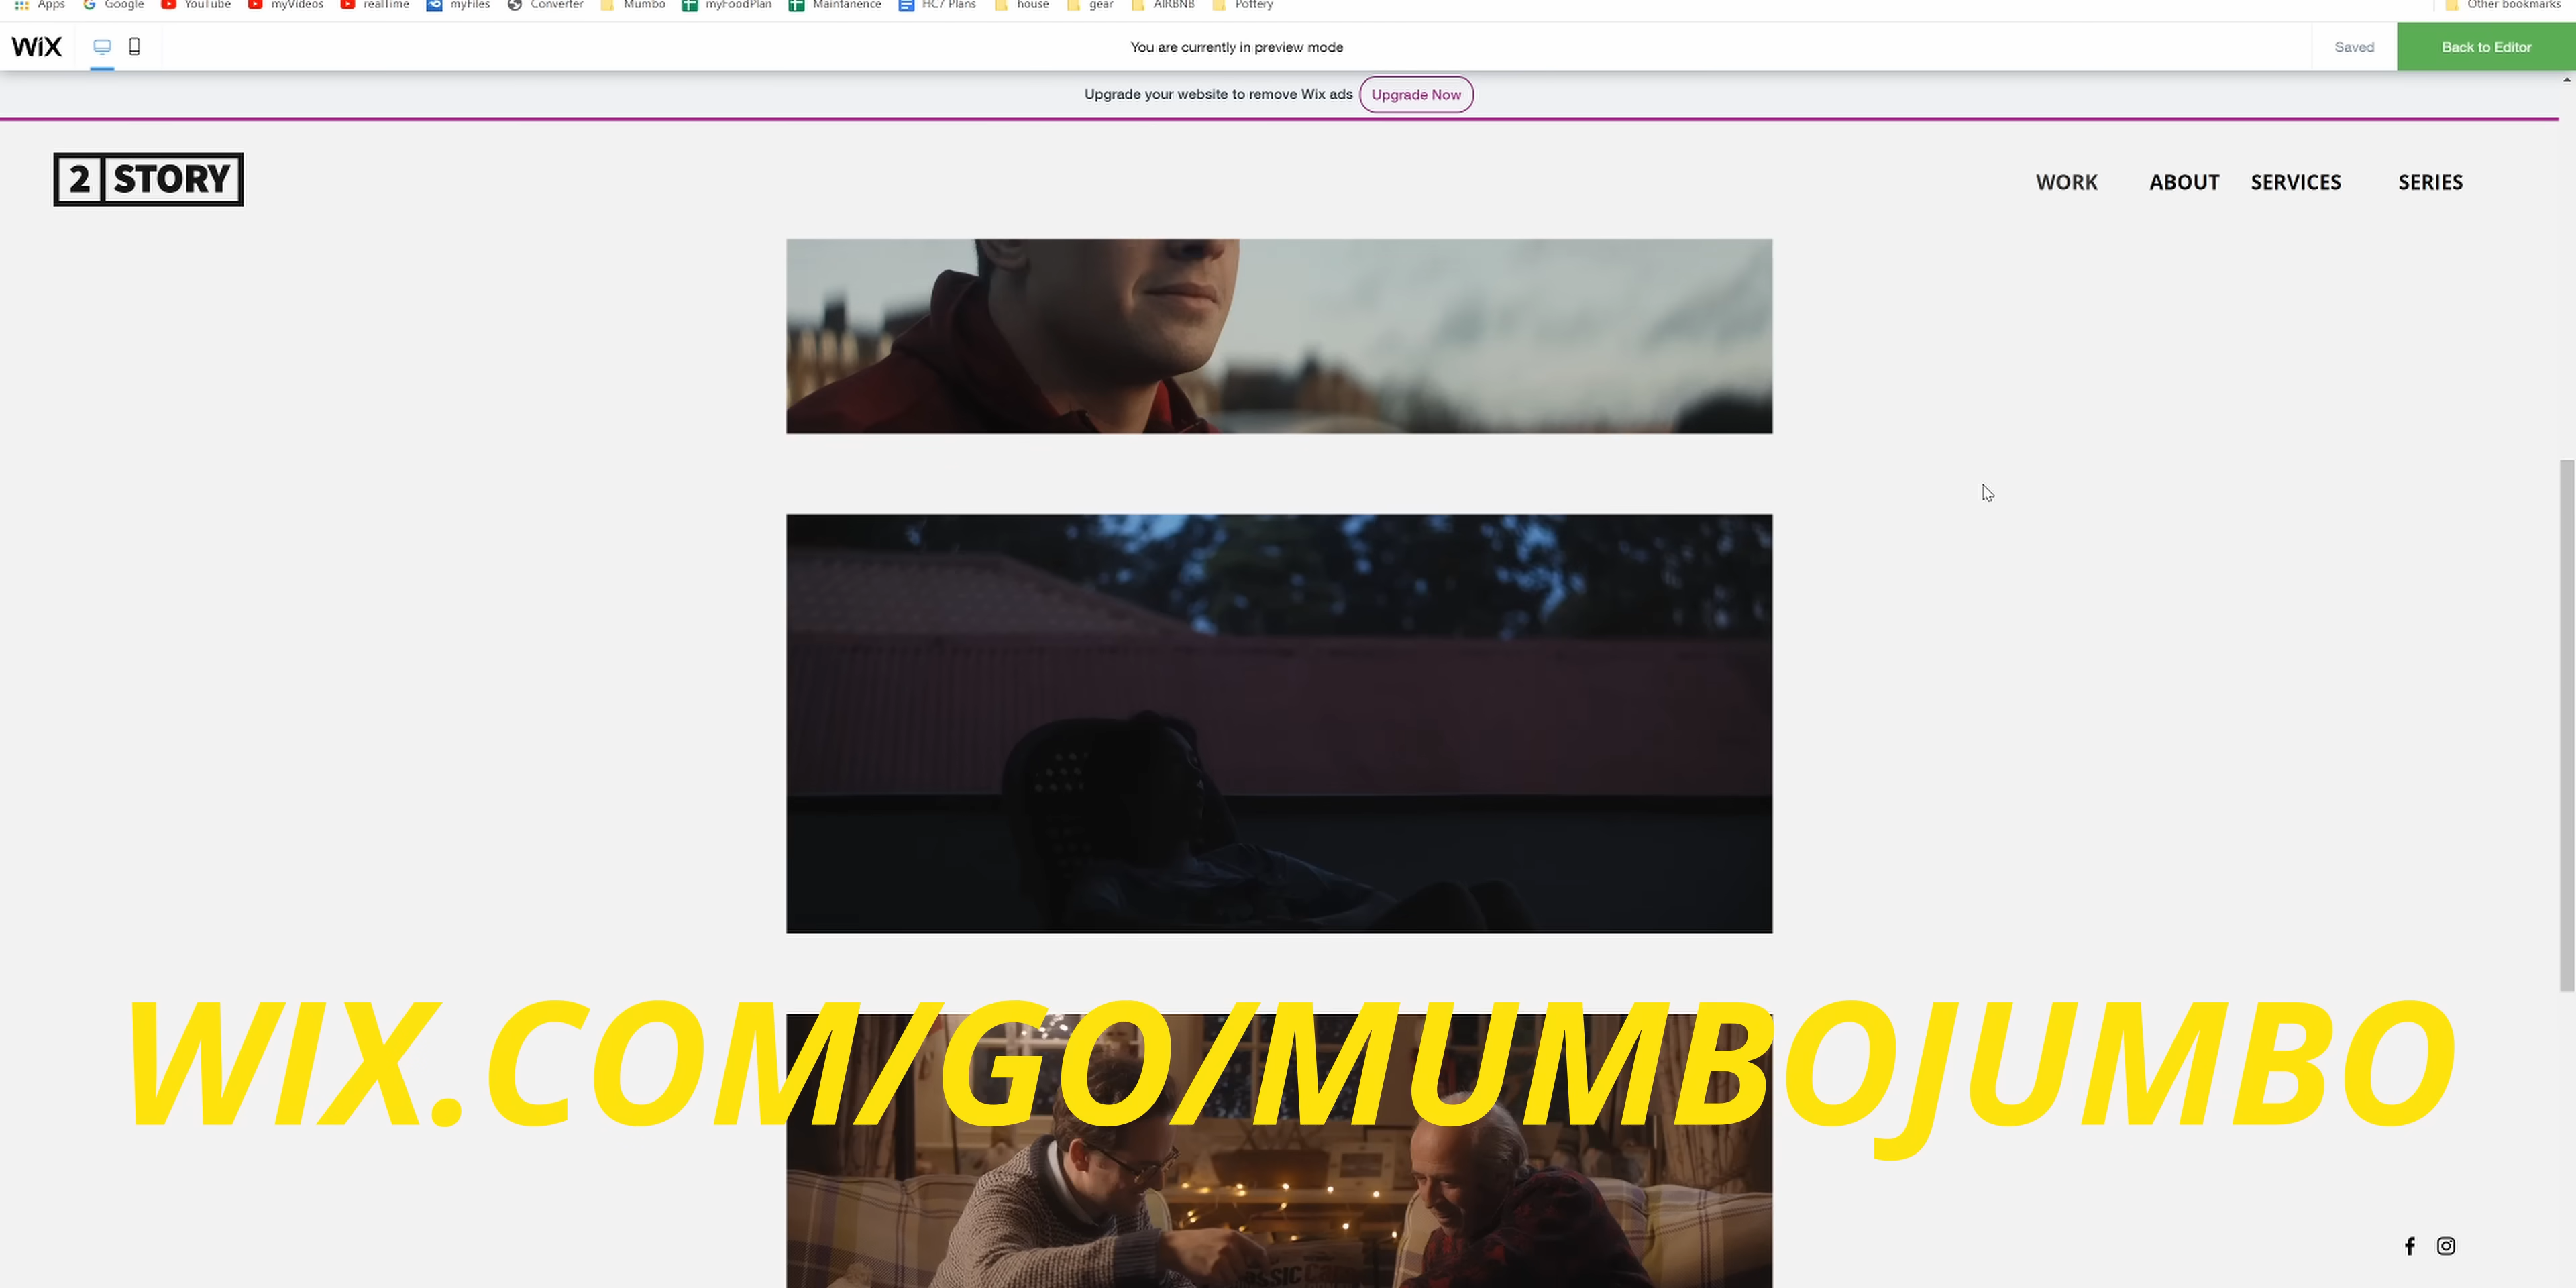 Apps Google YouTube myVideos realTime myFiles Converter Mumbo myFoodPlan Maintanence HC7 Plans house gear AIRBNB Pottery Other bookmarks
WiX You are currently in preview mode Saved Back to Editor
Upgrade your website to remove Wix ads Upgrade Now
2 STORY WORK ABOUT SERVICES SERIES
WIX.COM/GO/MUMBOJUMBO